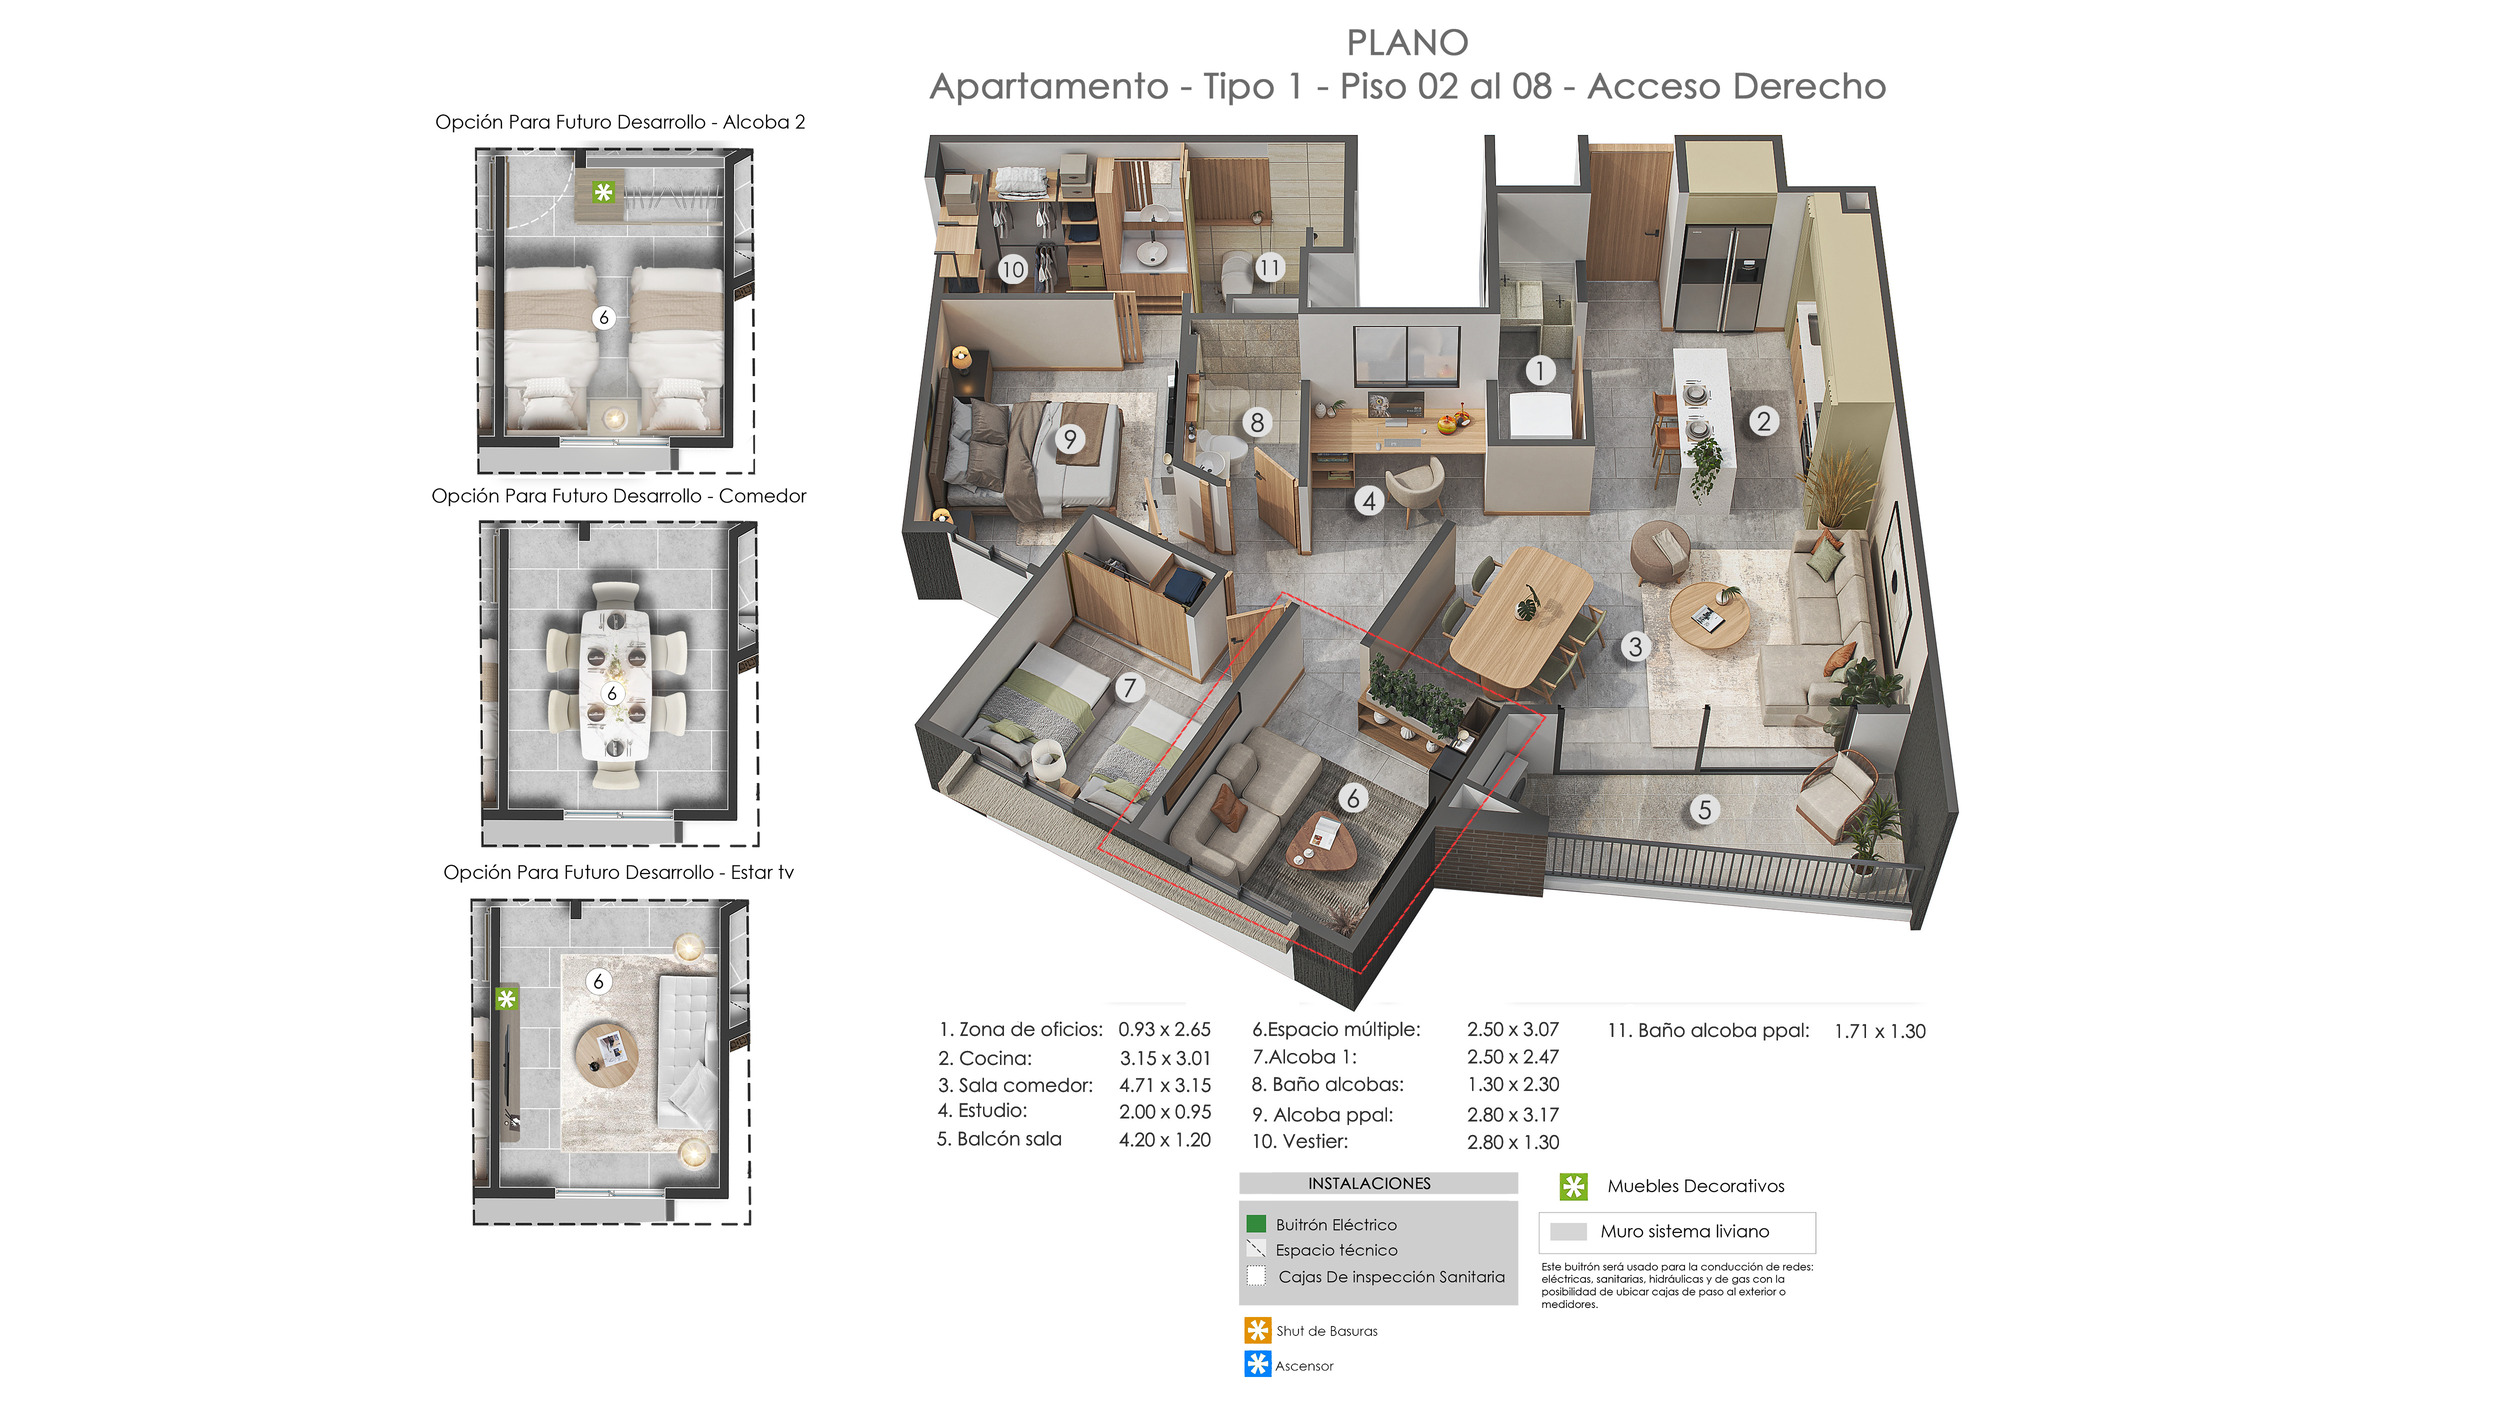 PLANO
Apartamento - Tipo 1 - Piso 02 al 08 - Acceso Derecho
Opción Para Futuro Desarrollo - Alcoba 2
6
Opción Para Futuro Desarrollo - Comedor
6
Opción Para Futuro Desarrollo - Estar tv
6
10
11
1
2
9
8
4
3
7
6
5
1. Zona de oficios: 0.93 x 2.65
2. Cocina: 3.15 x 3.01
3. Sala comedor: 4.71 x 3.15
4. Estudio: 2.00 x 0.95
5. Balcón sala 4.20 x 1.20
6.Espacio múltiple: 2.50 x 3.07
7.Alcoba 1: 2.50 x 2.47
8. Baño alcobas: 1.30 x 2.30
9. Alcoba ppal: 2.80 x 3.17
10. Vestier: 2.80 x 1.30
11. Baño alcoba ppal: 1.71 x 1.30
INSTALACIONES
Buitrón Eléctrico
Espacio técnico
Cajas De inspección Sanitaria
Shut de Basuras
Ascensor
Muebles Decorativos
Muro sistema liviano
Este buitrón será usado para la conducción de redes:
eléctricas, sanitarias, hidráulicas y de gas con la
posibilidad de ubicar cajas de paso al exterior o
medidores.